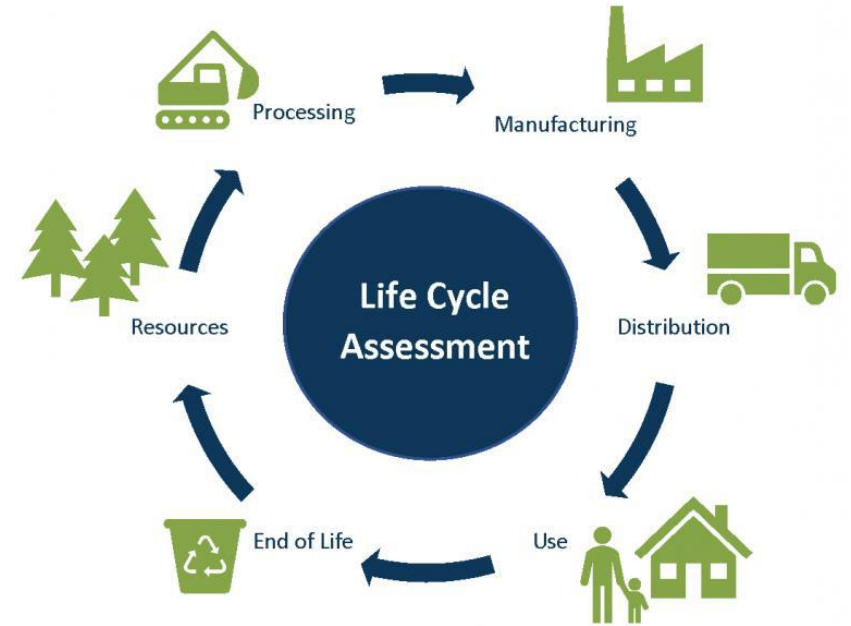 Processing
Manufacturing
Life Cycle
Assessment
Resources
Distribution
End of Life
Use